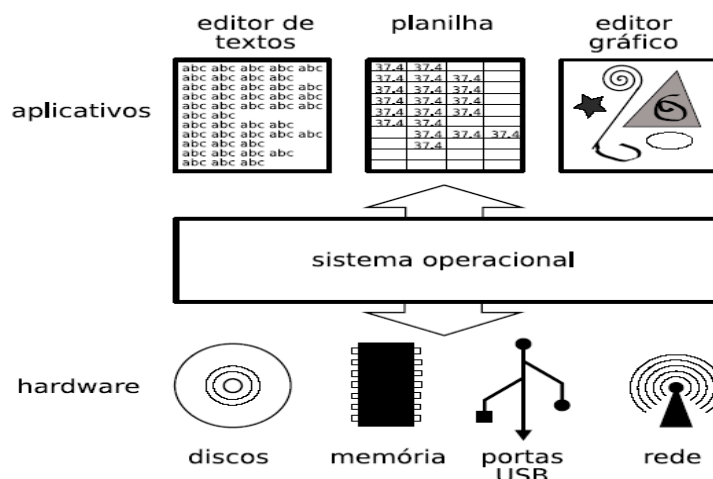 editor de
textos
planilha
editor
gráfico
aplicativos
abc abc abc abc abc
abc abc abc abc
abc abc abc abc abc
abc abc abc abc abc
abc abc abc abc abc
abc abc
abc abc abc abc
abc abc abc abc abc
abc abc abc
abc abc abc abc
abc abc abc
37.4 37.4
37.4 37.4 37.4
37.4 37.4 37.4
37.4 37.4 37.4
37.4 37.4 37.4
37.4 37.4
37.4 37.4 37.4
37.4
sistema operacional
hardware
discos
memória
portas
USB
rede